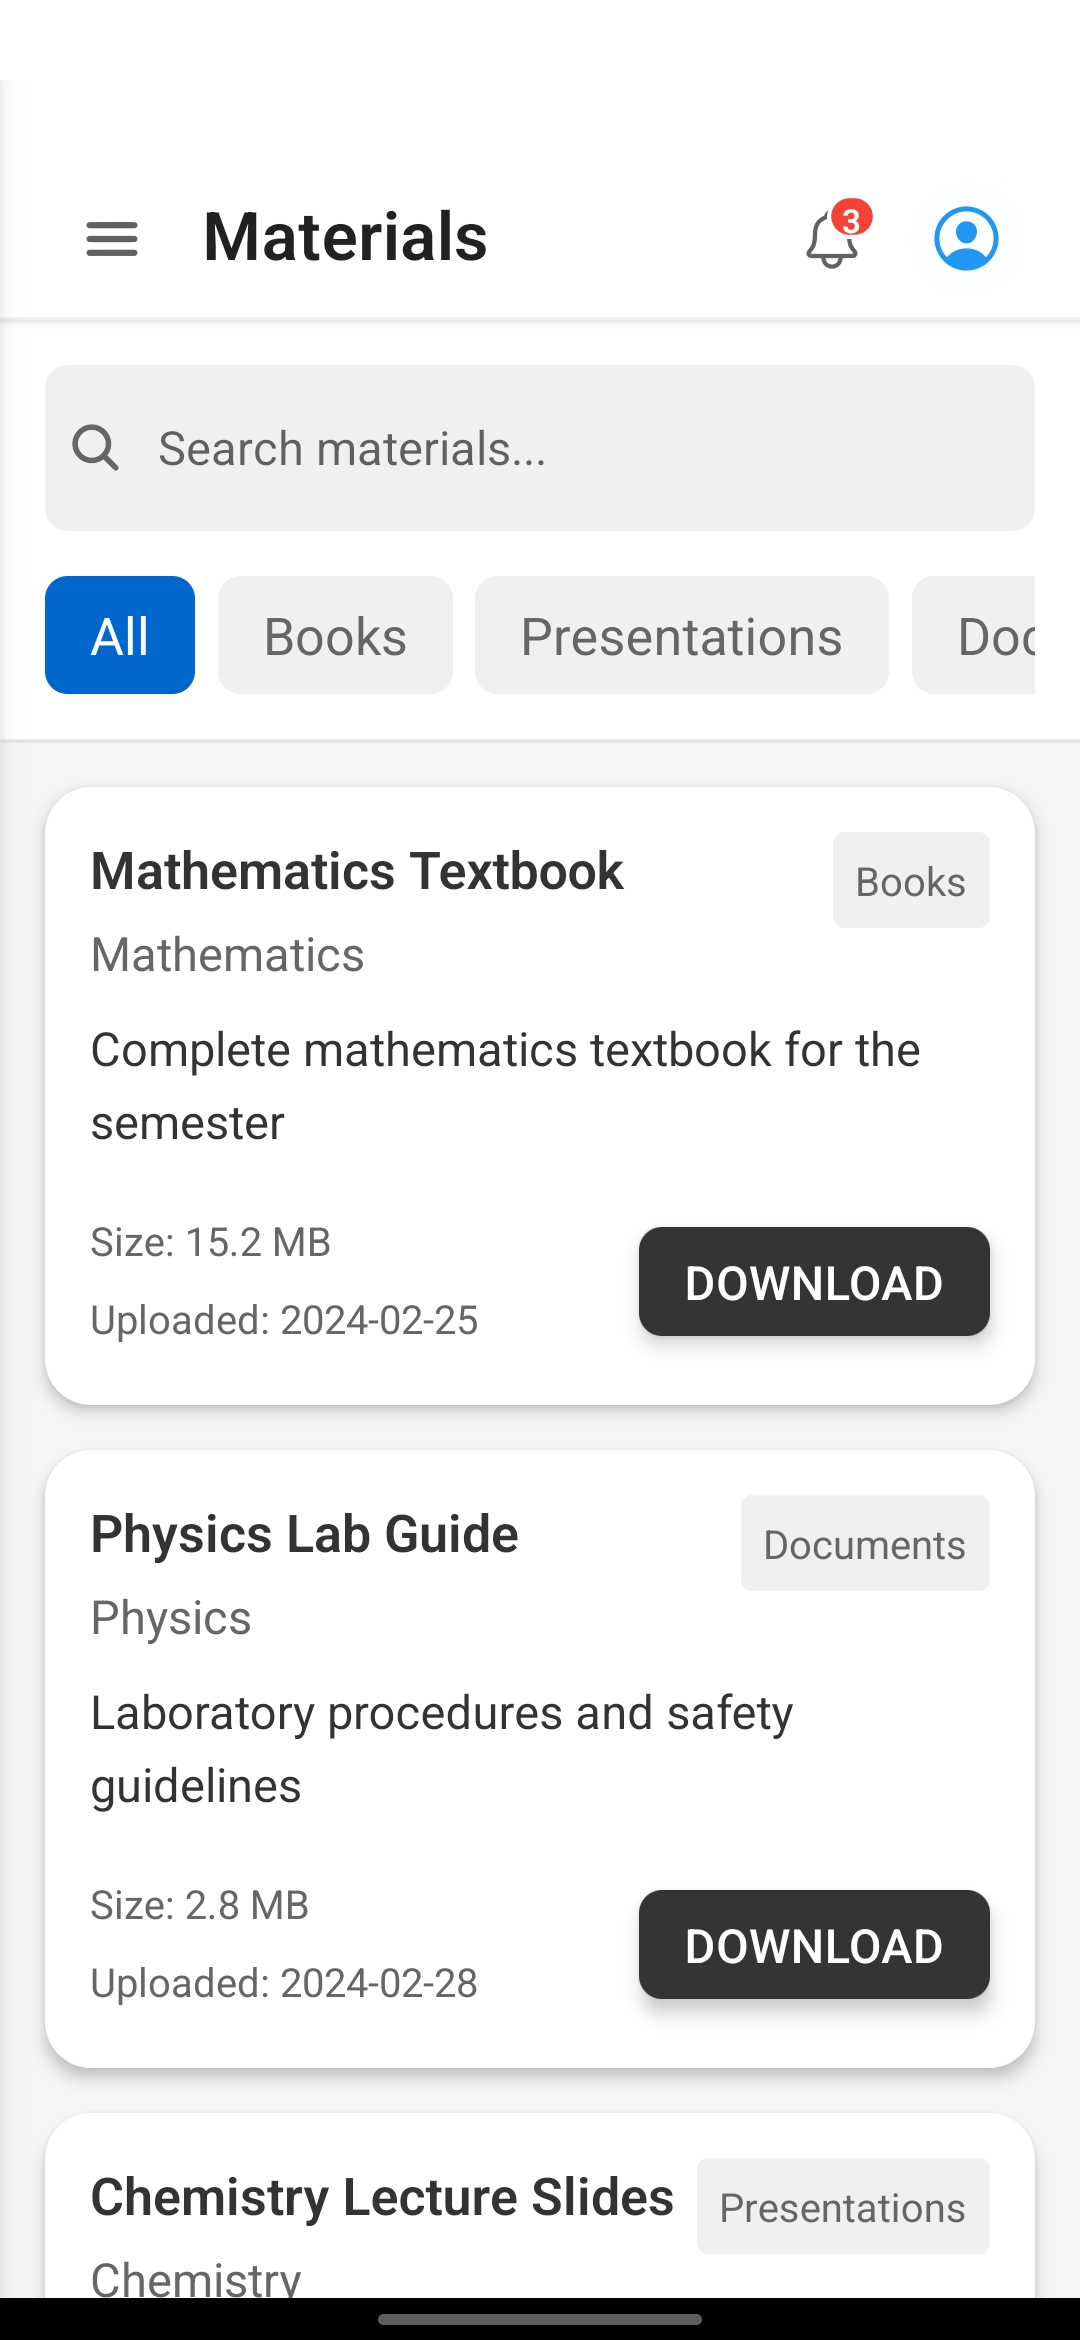 Materials
3
Search materials...
All
Books
Presentations
Doc
Mathematics Textbook
Books
Mathematics
Complete mathematics textbook for the
semester
Size: 15.2 MB
Uploaded: 2024-02-25
DOWNLOAD
Physics Lab Guide
Documents
Physics
Laboratory procedures and safety
guidelines
Size: 2.8 MB
Uploaded: 2024-02-28
DOWNLOAD
Chemistry Lecture Slides
Presentations
Chemistry